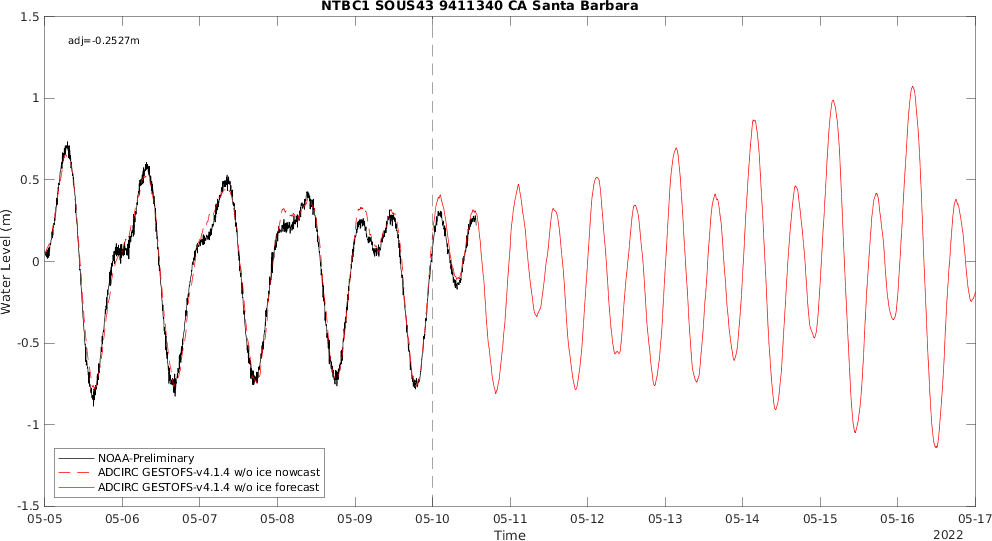 NTBC1 SOUS43 9411340 CA Santa Barbara
adj=-0.2527m
1.5
1
0.5
0
-0.5
-1
-1.5
Water Level (m)
NOAA-Preliminary
ADCIRC GESTOFS-v4.1.4 w/o ice nowcast
ADCIRC GESTOFS-v4.1.4 w/o ice forecast
05-05 05-06 05-07 05-08 05-09 05-10 05-11 05-12 05-13 05-14 05-15 05-16 05-17
Time
2022